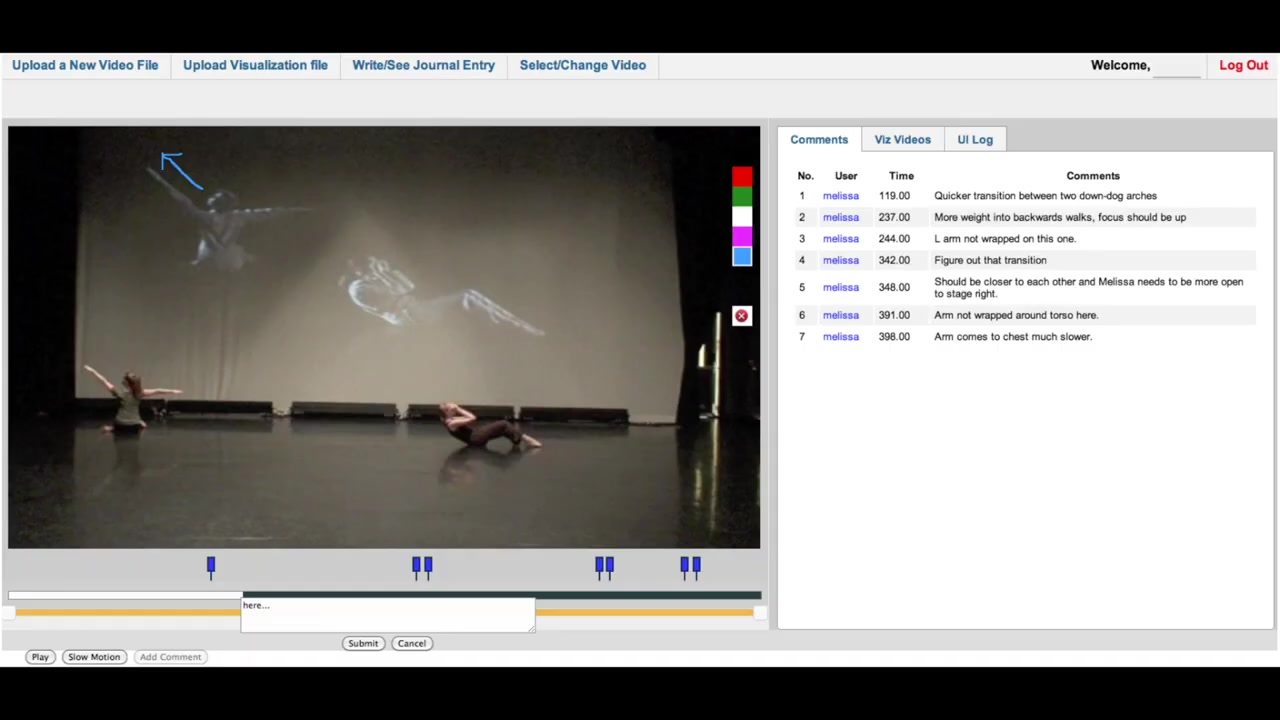 Upload a New Video File Upload Visualization file Write/See Journal Entry Select/Change Video Welcome, Log Out
Comments Viz Videos UI Log
No. User Time Comments
1 melissa 119.00 Quicker transition between two down-dog arches
2 melissa 237.00 More weight into backwards walks, focus should be up
3 melissa 244.00 L arm not wrapped on this one.
4 melissa 342.00 Figure out that transition
5 melissa 348.00 Should be closer to each other and Melissa needs to be more open
to stage right.
6 melissa 391.00 Arm not wrapped around torso here.
7 melissa 398.00 Arm comes to chest much slower.
here...
Submit Cancel
Play Slow Motion Add Comment